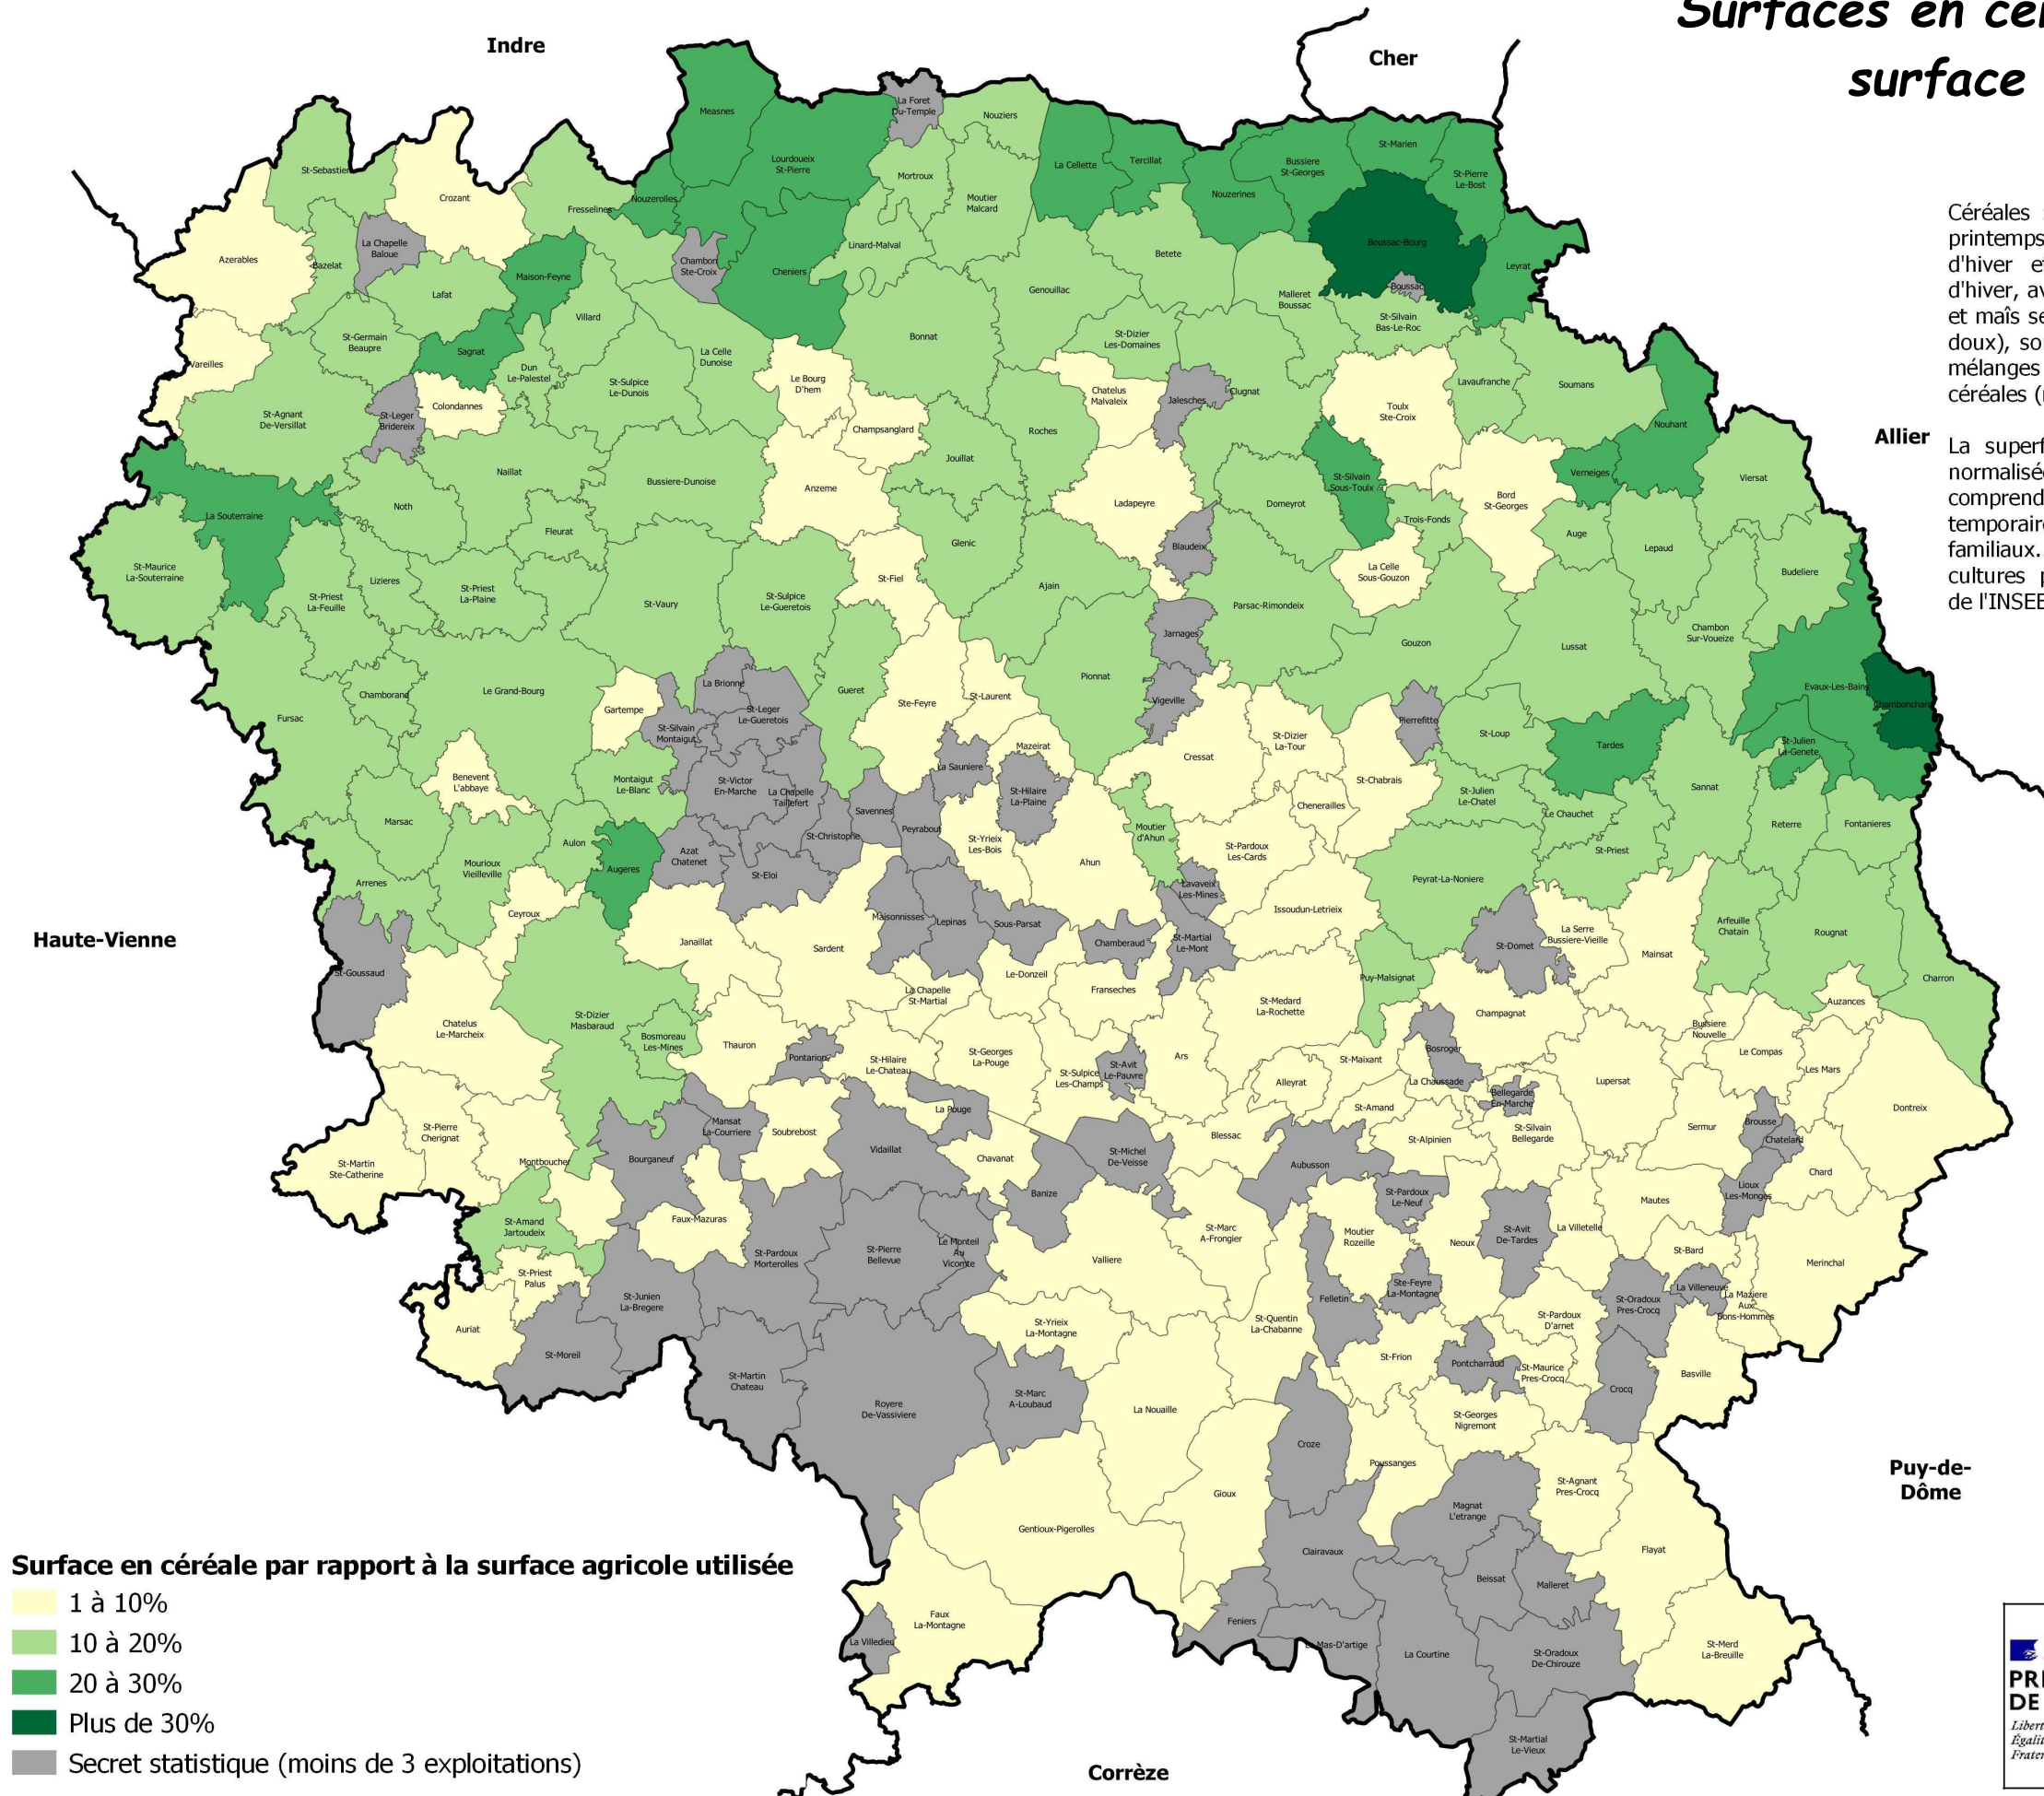 Surfaces en cér
surface
Indre
Cher
Allier
Haute-Vienne
Puy-de-
Dôme
Corrèze
Céréales
printemps
d'hiver et
d'hiver, av
et maîs se
doux), so
mélanges
céréales (
La superf
normalisé
comprend
temporair
familiaux.
cultures p
de l'INSEE
Measnes
La Foret
Du-Temple
Nouziers
St-Sebastien
Crozant
Lourdoueix
St-Pierre
Mortroux
Moutier
Malcard
La Cellette
Tercillat
Nouzerines
Bussiere
St-Georges
St-Marien
St-Pierre
Le-Bost
Fresselines
Nouzerolles
Azerables
Bazelat
La Chapelle
Baloue
Lafat
Maison-Feyne
Chambon
Ste-Croix
Cheniers
Linard-Malval
Genouillac
Betete
Malleret
Boussac
Boussac-Bourg
Boussac
Leyrat
Vareilles
St-Germain
Beaupre
Sagnat
Villard
Dun
Le-Palestel
La Celle
Dunoise
Bonnat
St-Dizier
Les-Domaines
St-Silvain
Bas-Le-Roc
St-Agnant
De-Versillat
St-Leger
Bridereix
Colondannes
St-Sulpice
Le-Dunois
Le Bourg
D'hem
Champsanglard
Roches
Chatelus
Malvaleix
Jalesches
Clugnat
Toulx
Ste-Croix
Lavaufranche
Soumans
Nouhant
Verneiges
Viersat
La Souterraine
Noth
Naillat
Bussiere-Dunoise
Anzeme
Jouillat
Ladapeyre
Domeyrot
St-Silvain
Sous-Toulx
Trois-Fonds
Bord
St-Georges
Auge
Lepaud
Budeliere
St-Maurice
La-Souterraine
Fleurat
Lizieres
St-Priest
La-Feuille
St-Priest
La-Plaine
St-Vaury
St-Sulpice
Le-Gueretois
St-Fiel
Glenic
Ajain
Blaudeix
Parsac-Rimondeix
La Celle
Sous-Gouzon
Gouzon
Lussat
Chambon
Sur-Voueize
Evaux-Les-Bains
Chambonchard
Fursac
Chamborand
Le Grand-Bourg
Gartempe
La Brionne
St-Leger
Le-Gueretois
St-Silvain
Montaigut
Gueret
Ste-Feyre
St-Laurent
Mazeirat
Pionnat
Jarnages
Vigeville
Cressat
St-Dizier
La-Tour
St-Chabrais
Pierrefitte
St-Loup
Tardes
St-Julien
La-Genete
Benevent
L'abbaye
Montaigut
Le-Blanc
St-Victor
En-Marche
La Chapelle
Taillefert
La Sauniere
St-Hilaire
La-Plaine
Chenerailles
St-Julien
Le-Chatel
Le Chauchet
Sannat
Reterre
Fontanieres
Marsac
Mourioux
Vieilleville
Aulon
Augeres
Azat
Chatenet
St-Eloi
St-Christophe
Savennes
Peyrabout
St-Yrieix
Les-Bois
Ahun
Moutier
d'Ahun
St-Pardoux
Les-Cards
St-Priest
Peyrat-La-Noniere
Arrenes
Ceyroux
Janaillat
Sardent
Maisonnisses
Lepinas
Sous-Parsat
Chamberaud
Lavaveix
Les-Mines
St-Martial
Le-Mont
Issoudun-Letrieix
St-Domet
La Serre
Bussiere-Vieille
Mainsat
Arfeuille
Chatain
Rougnat
Charron
St-Goussaud
Chatelus
Le-Marcheix
St-Dizier
Masbaraud
Bosmoreau
Les-Mines
Thauron
Pontarion
La Chapelle
St-Martial
Le-Donzeil
Franseches
St-Hilaire
Le-Chateau
St-Georges
La-Pouge
St-Sulpice
Les-Champs
St-Avit
Le-Pauvre
Ars
St-Medard
La-Rochette
Puy-Malsignat
Champagnat
Bussiere
Nouvelle
Auzances
Le Compas
Les Mars
Alleyrat
St-Maixant
Bosroger
La Chaussade
Bellegarde
En-Marche
Lupersat
Dontreix
St-Pierre
Cherignat
St-Martin
Ste-Catherine
Montboucher
Bourganeuf
Mansat
La-Courriere
Soubrebost
Vidaillat
La Pouge
Chavanat
Banize
St-Michel
De-Veisse
Blessac
St-Amand
St-Alpinien
St-Silvain
Bellegarde
Sermur
Brousse
Chatelard
Chard
Lioux
Les-Monges
Aubusson
St-Amand
Jartoudeix
St-Priest
Palus
Auriat
Faux-Mazuras
St-Pardoux
Morterolles
St-Pierre
Bellevue
Le Monteil
Au
Vicomte
Valliere
St-Marc
A-Frongier
Moutier
Rozeille
St-Pardoux
Le-Neuf
Neoux
St-Avit
De-Tardes
La Villetelle
Mautes
St-Bard
Merinchal
St-Junien
La-Bregere
St-Moreil
St-Martin
Chateau
Royere
De-Vassiviere
St-Yrieix
La-Montagne
St-Marc
A-Loubaud
La Nouaille
St-Quentin
La-Chabanne
Felletin
Ste-Feyre
La-Montagne
St-Frion
Pontcharraud
St-Pardoux
D'arnet
St-Maurice
Pres-Crocq
St-Oradoux
Pres-Crocq
La Villeneuve
La Maziere
Aux
Bons-Hommes
Crocq
Basville
St-Georges
Nigremont
Croze
Poussanges
Gioux
Gentioux-Pigerolles
Magnat
L'etrange
St-Agnant
Pres-Crocq
Flayat
Clairavaux
Beissat
Malleret
Faux
La-Montagne
La Villedieu
Feniers
Le Mas-D'artige
La Courtine
St-Oradoux
De-Chirouze
St-Merd
La-Breuille
St-Martial
Le-Vieux
Surface en céréale par rapport à la surface agricole utilisée
1 à 10%
10 à 20%
20 à 30%
Plus de 30%
Secret statistique (moins de 3 exploitations)
PR
DE
Libert
Égalit
Frater